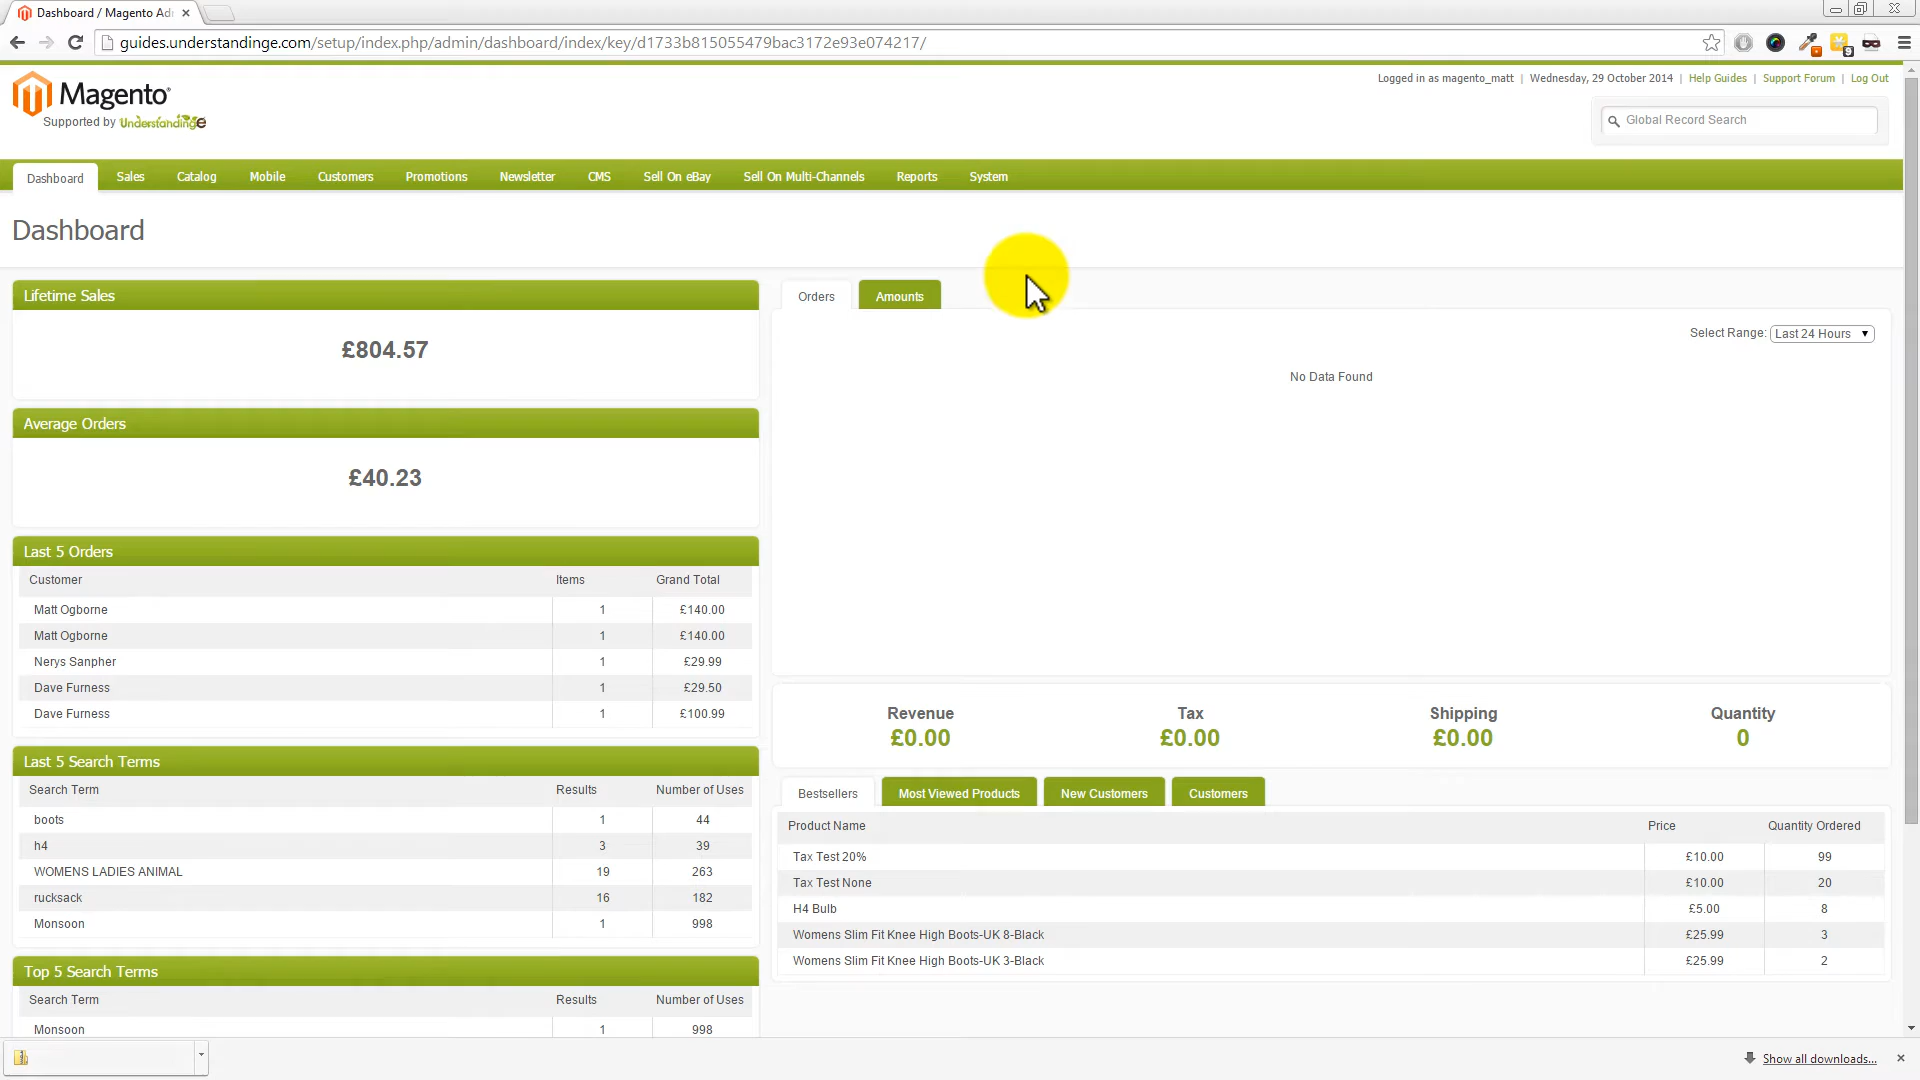 Dashboard / Magento Ad
guides.understandinge.com/setup/index.php/admin/dashboard/index/key/d1733b815055479bac3172e93e074217/
9
Magento®
Supported by UnderstandingE
Logged in as magento_matt | Wednesday, 29 October 2014 | Help Guides | Support Forum | Log Out
Global Record Search
Dashboard Sales Catalog Mobile Customers Promotions Newsletter CMS Sell On eBay Sell On Multi-Channels Reports System
Dashboard
Lifetime Sales
£804.57
Average Orders
£40.23
Last 5 Orders
Customer Items Grand Total
Matt Ogborne 1 £140.00
Matt Ogborne 1 £140.00
Nerys Sanpher 1 £29.99
Dave Furness 1 £29.50
Dave Furness 1 £100.99
Last 5 Search Terms
Search Term Results Number of Uses
boots 1 44
h4 3 39
WOMENS LADIES ANIMAL 19 263
rucksack 16 182
Monsoon 1 998
Top 5 Search Terms
Search Term Results Number of Uses
Monsoon 1 998
Orders Amounts
Select Range: Last 24 Hours
No Data Found
Revenue Tax Shipping Quantity
£0.00 £0.00 £0.00 0
Bestsellers Most Viewed Products New Customers Customers
Product Name Price Quantity Ordered
Tax Test 20% £10.00 99
Tax Test None £10.00 20
H4 Bulb £5.00 8
Womens Slim Fit Knee High Boots-UK 8-Black £25.99 3
Womens Slim Fit Knee High Boots-UK 3-Black £25.99 2
Show all downloads...